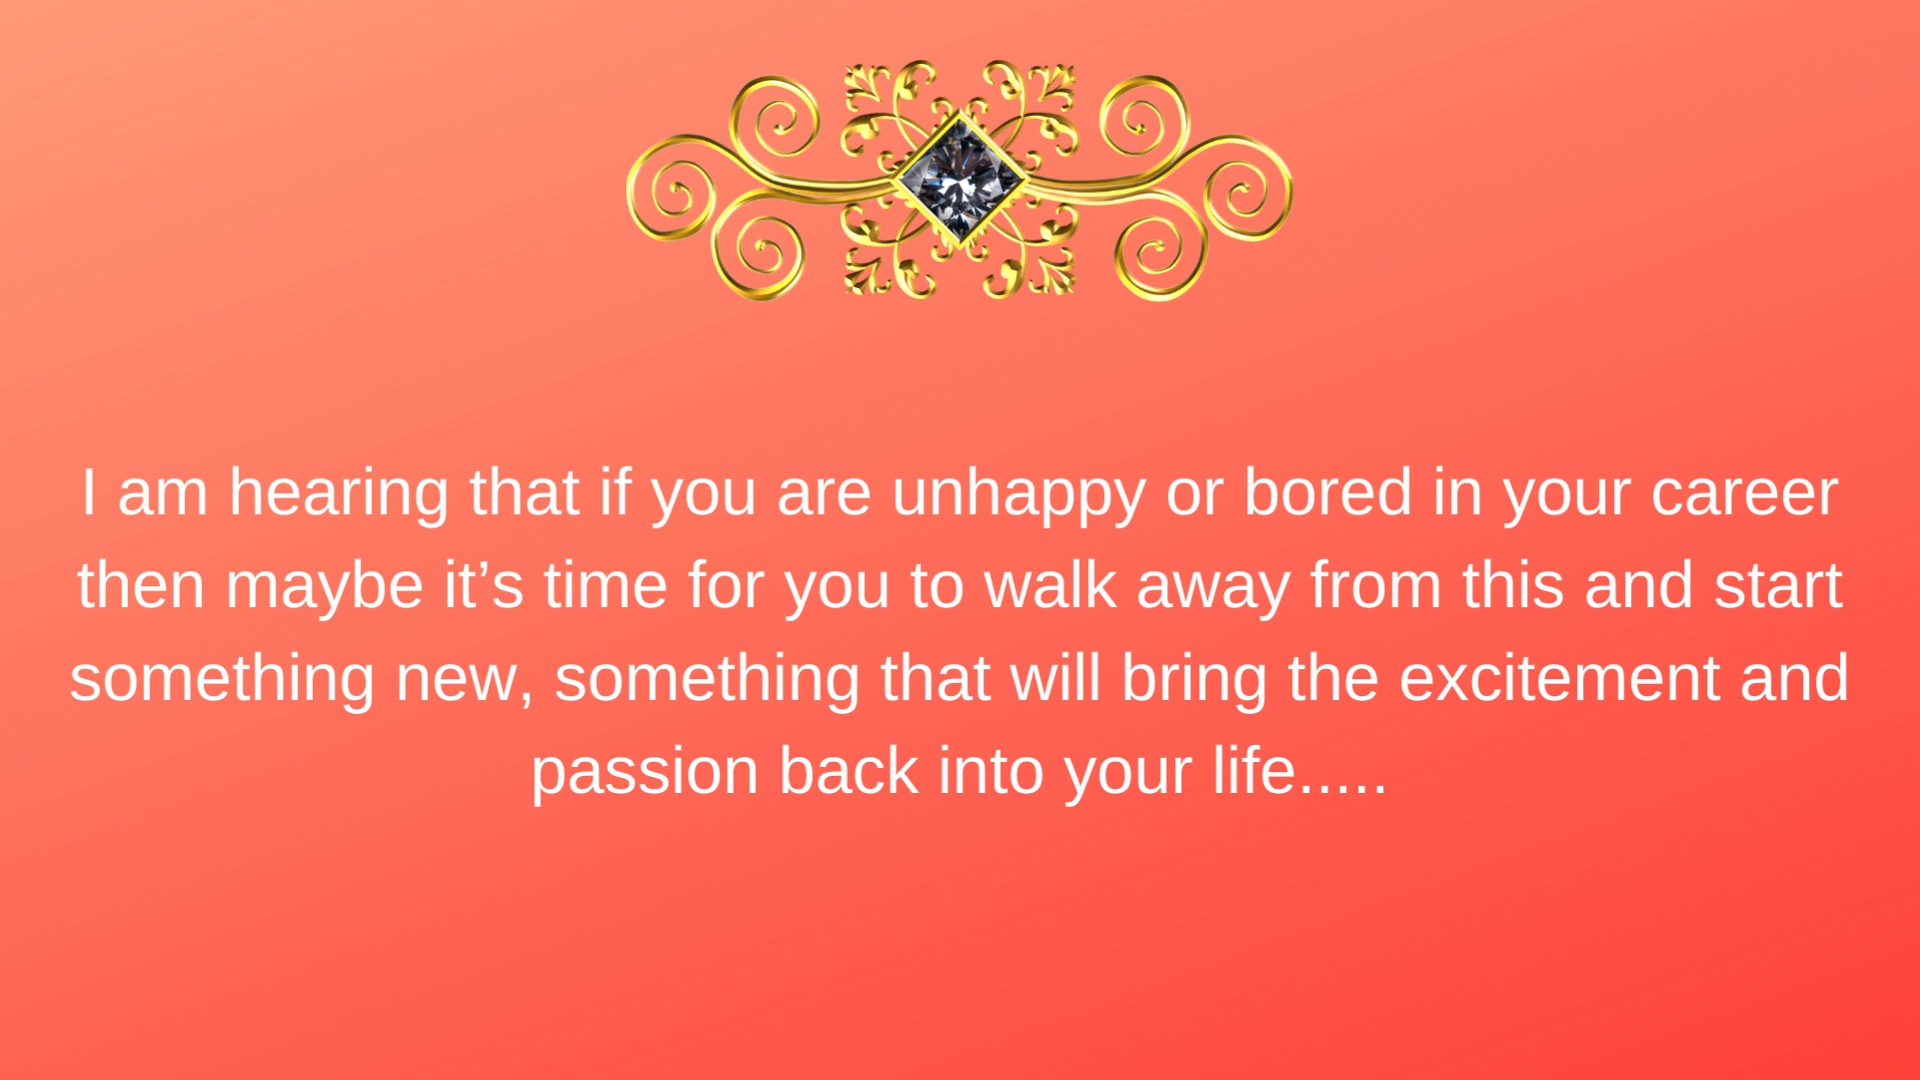 I am hearing that if you are unhappy or bored in your career
then maybe it’s time for you to walk away from this and start
something new, something that will bring the excitement and
passion back into your life.....